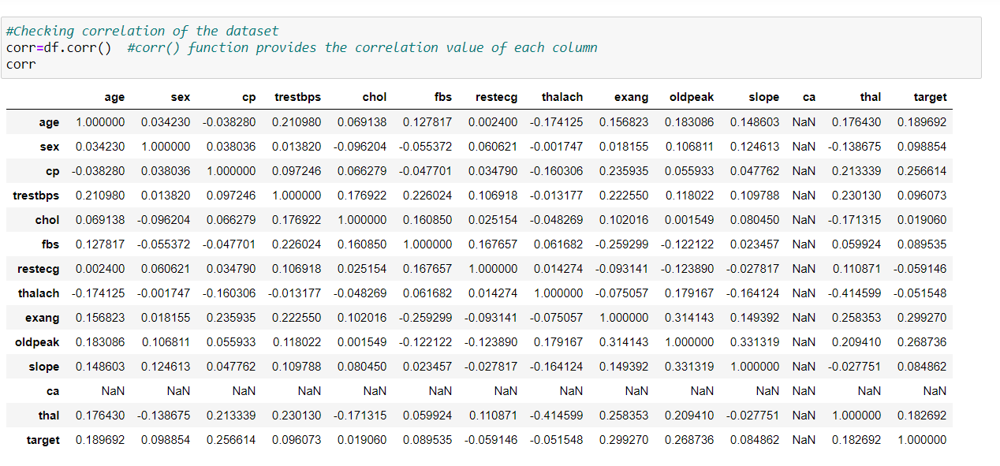 #Checking correlation of the dataset
corr=df.corr()  #corr() function provides the correlation value of each column
corr
age sex cp trestbps chol fbs restecg thalach exang oldpeak slope ca thal target
age 1.000000 0.034230 -0.038280 0.210980 0.069138 0.127817 0.002400 -0.174125 0.156823 0.183086 0.148603 NaN 0.176430 0.189692
sex 0.034230 1.000000 0.038036 0.013820 -0.096204 -0.055372 0.060621 -0.001747 0.018155 0.106811 0.124613 NaN -0.138675 0.098854
cp -0.038280 0.038036 1.000000 0.097246 0.066279 -0.047701 0.034790 -0.160306 0.235935 0.055933 0.047762 NaN 0.213339 0.256614
trestbps 0.210980 0.013820 0.097246 1.000000 0.176922 0.226024 0.106918 -0.013177 0.222550 0.118022 0.109788 NaN 0.230130 0.096073
chol 0.069138 -0.096204 0.066279 0.176922 1.000000 0.160850 0.025154 -0.048269 0.102016 0.001549 0.080450 NaN -0.171315 0.019060
fbs 0.127817 -0.055372 -0.047701 0.226024 0.160850 1.000000 0.167657 0.061682 -0.259299 -0.122122 0.023457 NaN 0.059924 0.089535
restecg 0.002400 0.060621 0.034790 0.106918 0.025154 0.167657 1.000000 0.014274 -0.093141 -0.123890 -0.027817 NaN 0.110871 -0.059146
thalach -0.174125 -0.001747 -0.160306 -0.013177 -0.048269 0.061682 0.014274 1.000000 -0.075057 0.179167 -0.164124 NaN -0.414599 -0.051548
exang 0.156823 0.018155 0.235935 0.222550 0.102016 -0.259299 -0.093141 -0.075057 1.000000 0.314143 0.149392 NaN 0.258353 0.299270
oldpeak 0.183086 0.106811 0.055933 0.118022 0.001549 -0.122122 -0.123890 0.179167 0.314143 1.000000 0.331319 NaN 0.209410 0.268736
slope 0.148603 0.124613 0.047762 0.109788 0.080450 0.023457 -0.027817 -0.164124 0.149392 0.331319 1.000000 NaN -0.027751 0.084862
ca NaN NaN NaN NaN NaN NaN NaN NaN NaN NaN NaN NaN NaN NaN
thal 0.176430 -0.138675 0.213339 0.230130 -0.171315 0.059924 0.110871 -0.414599 0.258353 0.209410 -0.027751 NaN 1.000000 0.182692
target 0.189692 0.098854 0.256614 0.096073 0.019060 0.089535 -0.059146 -0.051548 0.299270 0.268736 0.084862 NaN 0.182692 1.000000